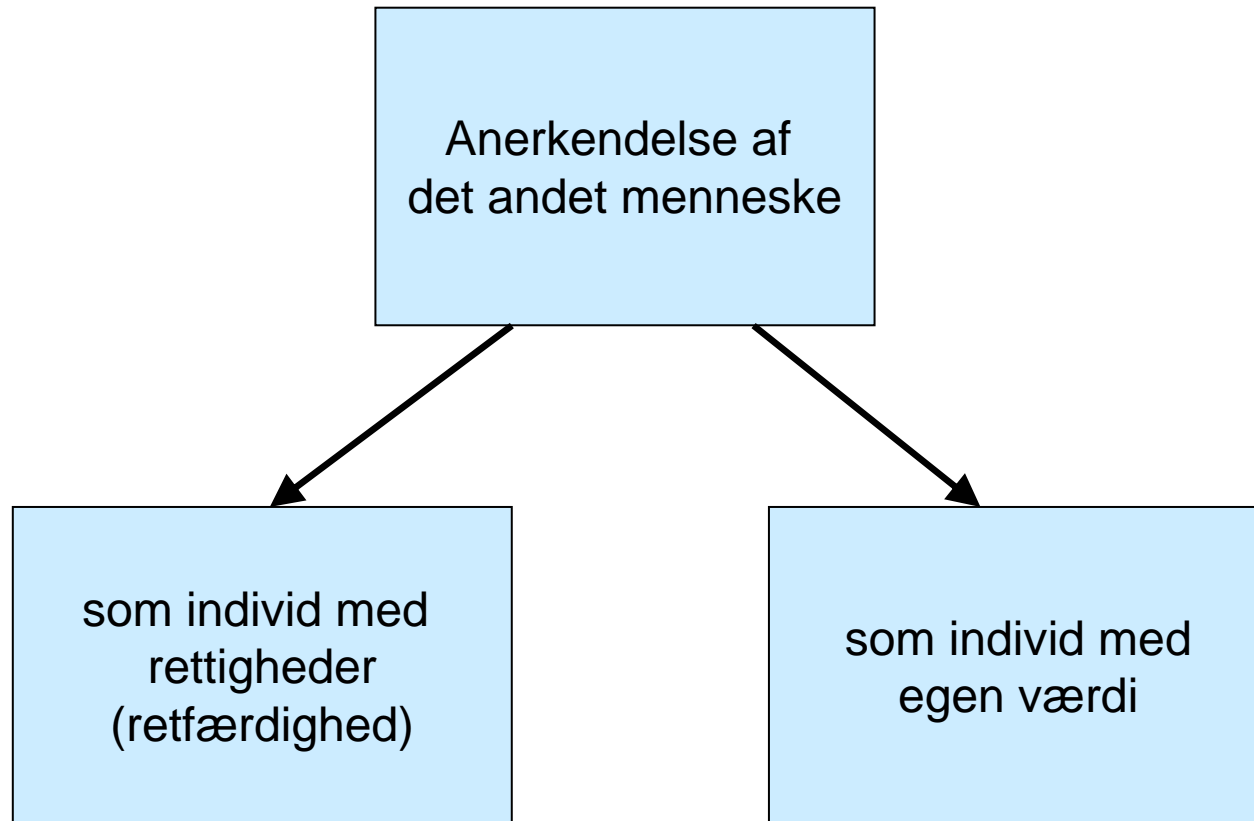 Anerkendelse af
det andet menneske
som individ med
rettigheder
(retfærdighed)
som individ med
egen værdi